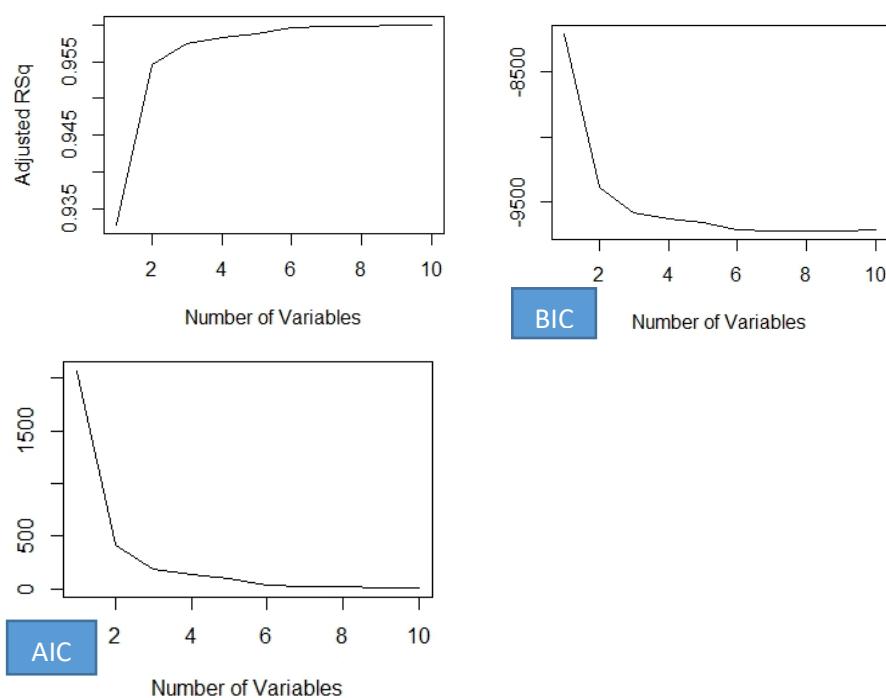 Adjusted RSq
0.955
0.945
0.935
2 4 6 8 10
Number of Variables
-8500
-9500
2 4 6 8 10
BIC
Number of Variables
1500
500
0
2 4 6 8 10
AIC
Number of Variables